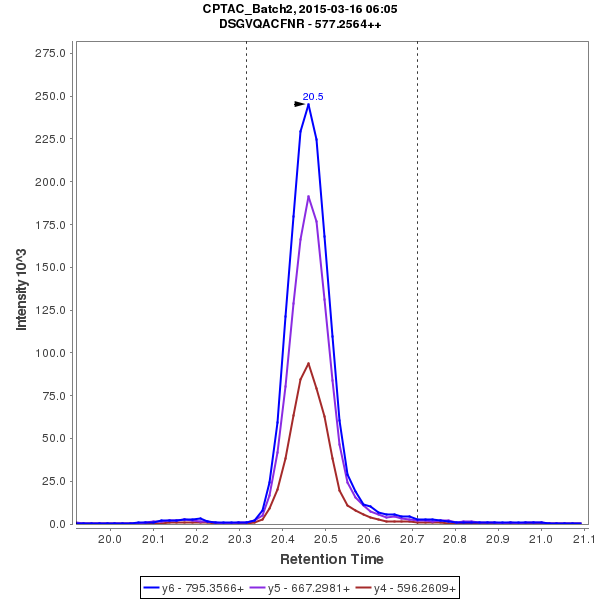 CPTAC_Batch2, 2015-03-16 06:05
DSGVQACFNR - 577.2564++
275.0
250.0
225.0
200.0
175.0
150.0
125.0
100.0
75.0
50.0
25.0
0.0
Intensity 10^3
20.5
20.0 20.1 20.2 20.3 20.4 20.5 20.6 20.7 20.8 20.9 21.0 21.1
Retention Time
y6 - 795.3566+ y5 - 667.2981+ y4 - 596.2609+